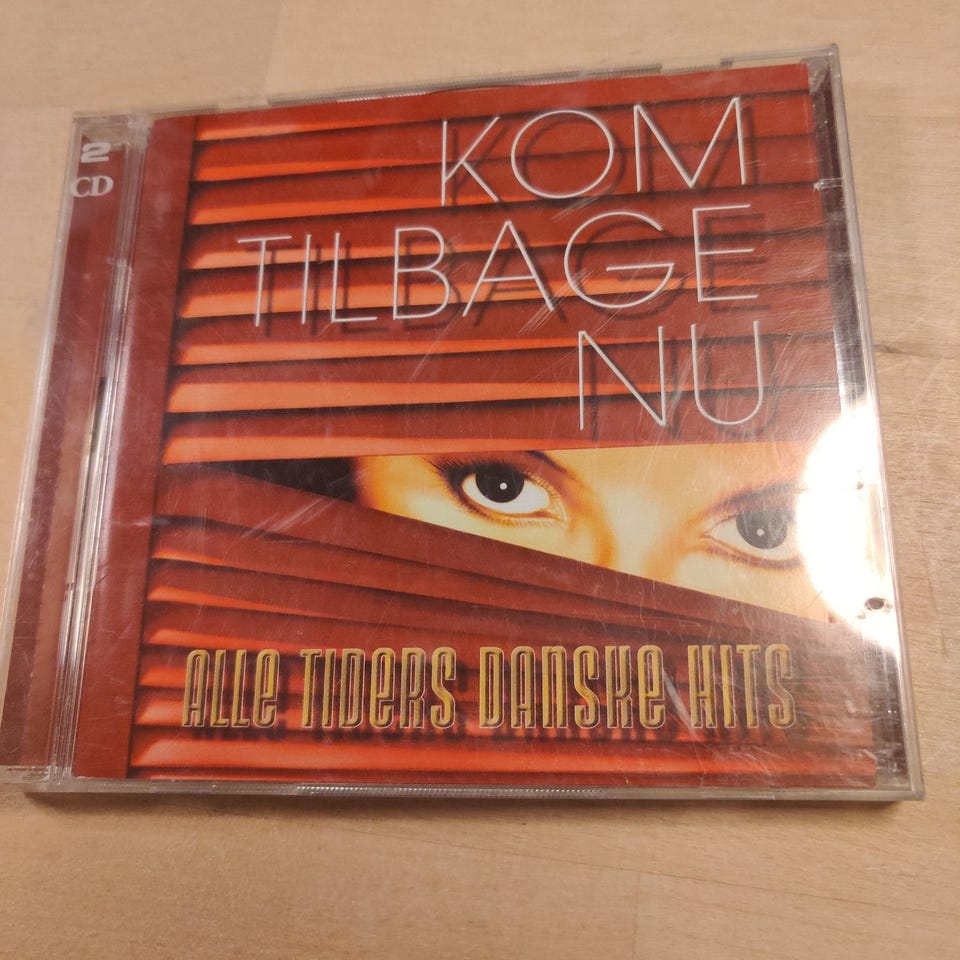 2
CD
KOM
TILBAGE
NU
ALLE TIDERS DANSKE HITS